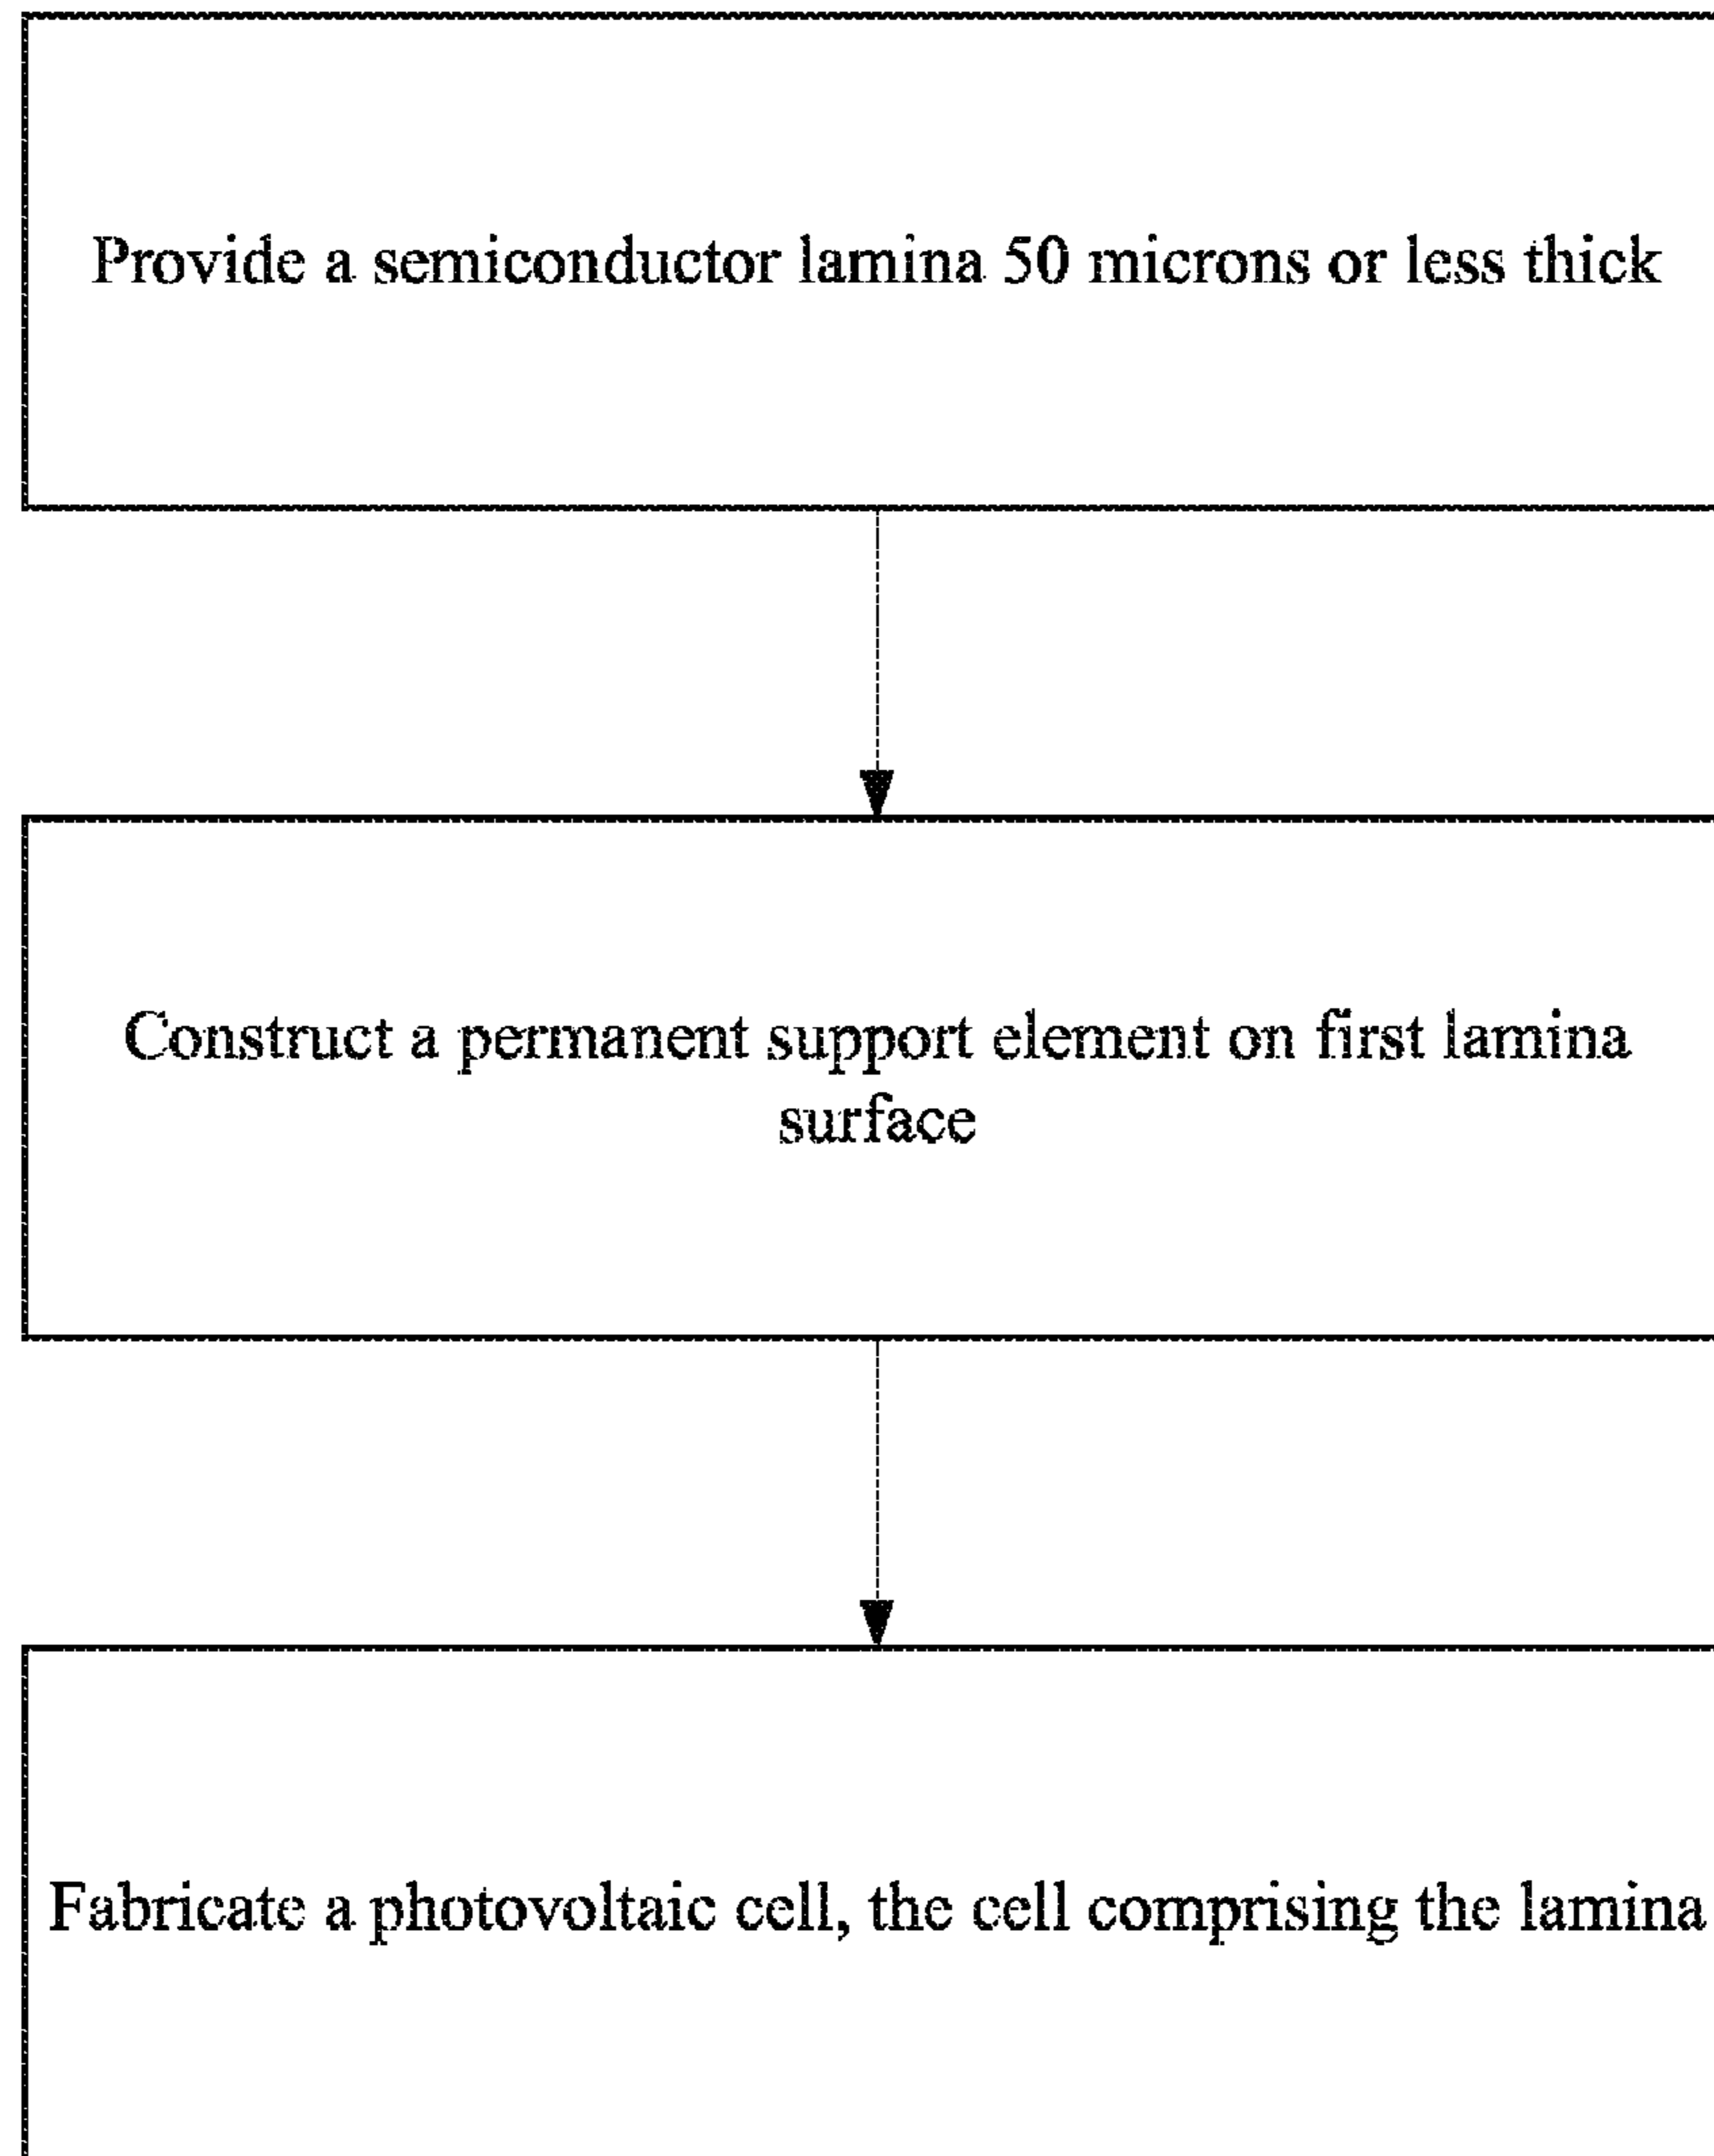 Provide a semiconductor lamina 50 microns or less thick
Construct a permanent support element on first lamina
surface
Fabricate a photovoltaic cell, the cell comprising the lamina